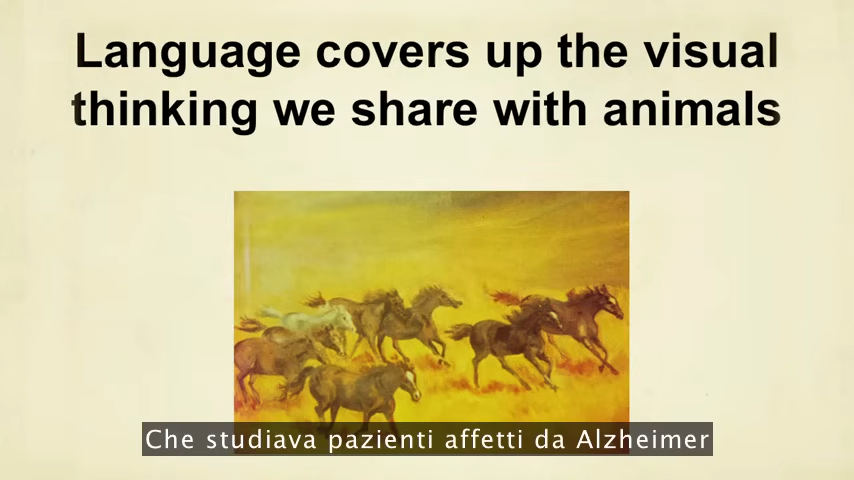 Language covers up the visual
thinking we share with animals
Che studiava pazienti affetti da Alzheimer